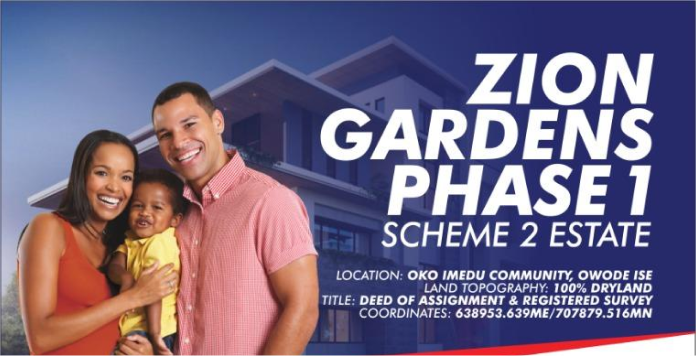 ZION
GARDENS
PHASE 1
SCHEME 2 ESTATE
LOCATION: OKO IMEDU COMMUNITY, OWODE ISE
LAND TOPOGRAPHY: 100% DRYLAND
TITLE: DEED OF ASSIGNMENT & REGISTERED SURVEY
COORDINATES: 638953.639ME/707879.516MN